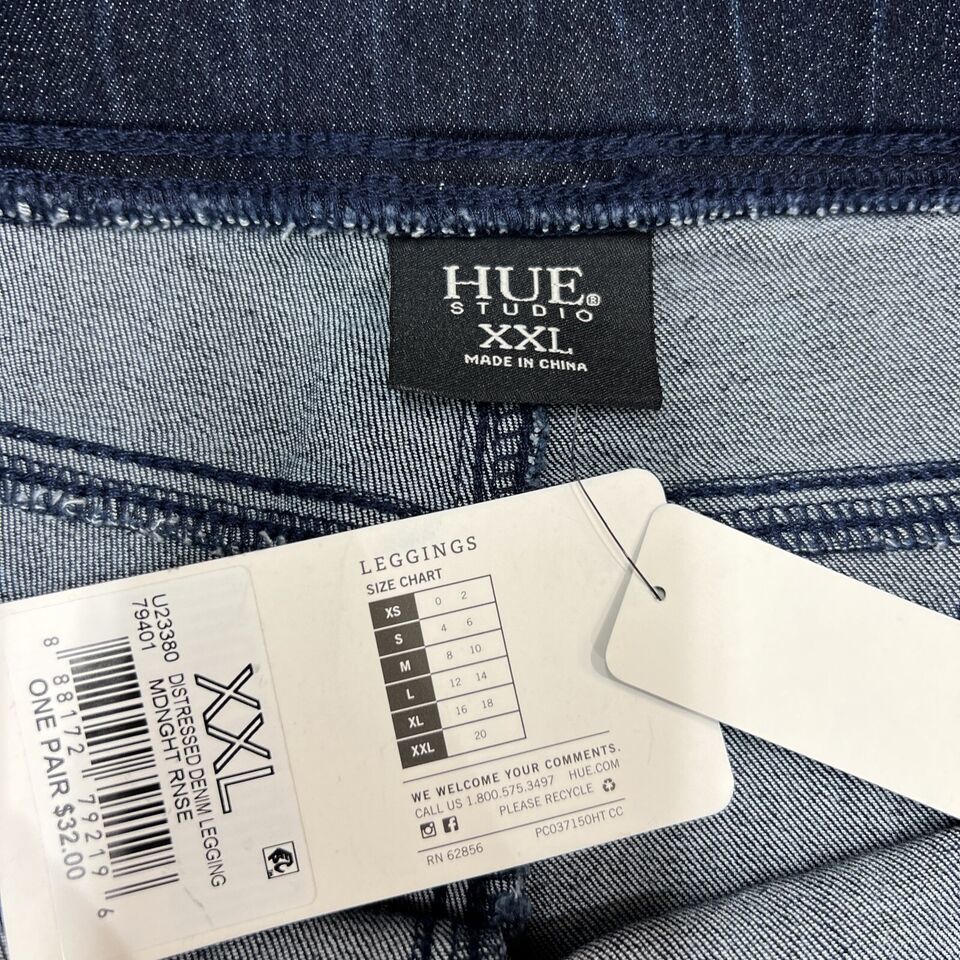 HUE®
STUDIO
XXL
MADE IN CHINA
LEGGINGS
SIZE CHART
XS 0 2
S 4 6
M 8 10
L 12 14
XL 16 18
XXL 20
WE WELCOME YOUR COMMENTS.
CALL US 1.800.575.3497 HUE.COM
PLEASE RECYCLE
RN 62856 PC037150HT CC
XXL
U23380 DISTRESSED DENIM LEGGING
79401 MDNGHT RNSE
8 88172 79219 6
ONE PAIR $32.00